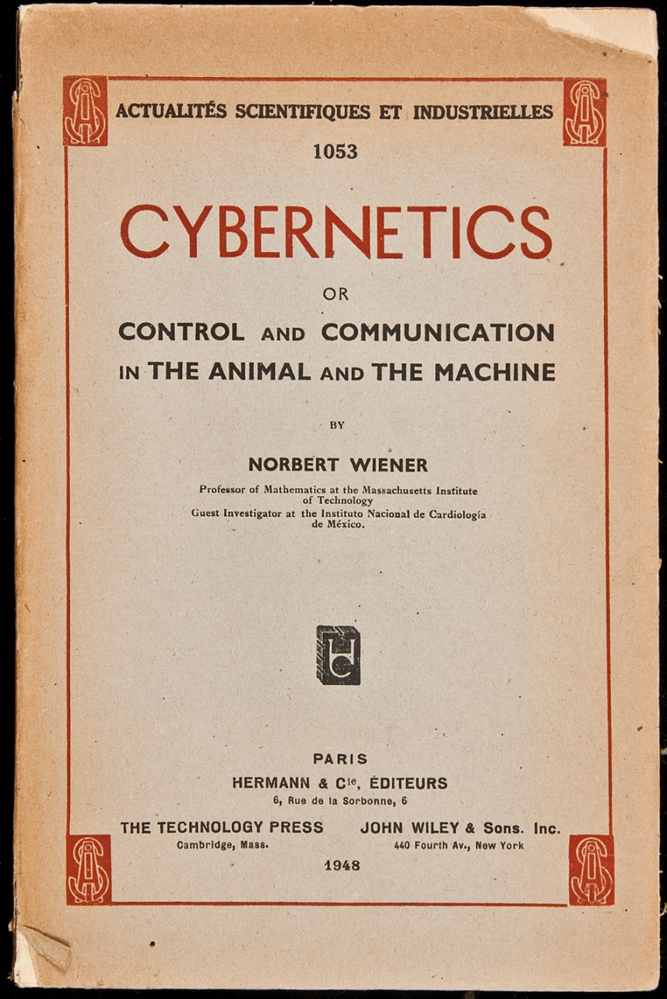 ACTUALITÉS SCIENTIFIQUES ET INDUSTRIELLES
1053
CYBERNETICS
OR
CONTROL AND COMMUNICATION
IN THE ANIMAL AND THE MACHINE
BY
NORBERT WIENER
Professor of Mathematics at the Massachusetts Institute
of Technology
Guest Investigator at the Instituto Nacional de Cardiología
de México.
PARIS
HERMANN & Cie, ÉDITEURS
6, Rue de la Sorbonne, 6
THE TECHNOLOGY PRESS
Cambridge, Mass.
JOHN WILEY & Sons. Inc.
440 Fourth Av., New York
1948